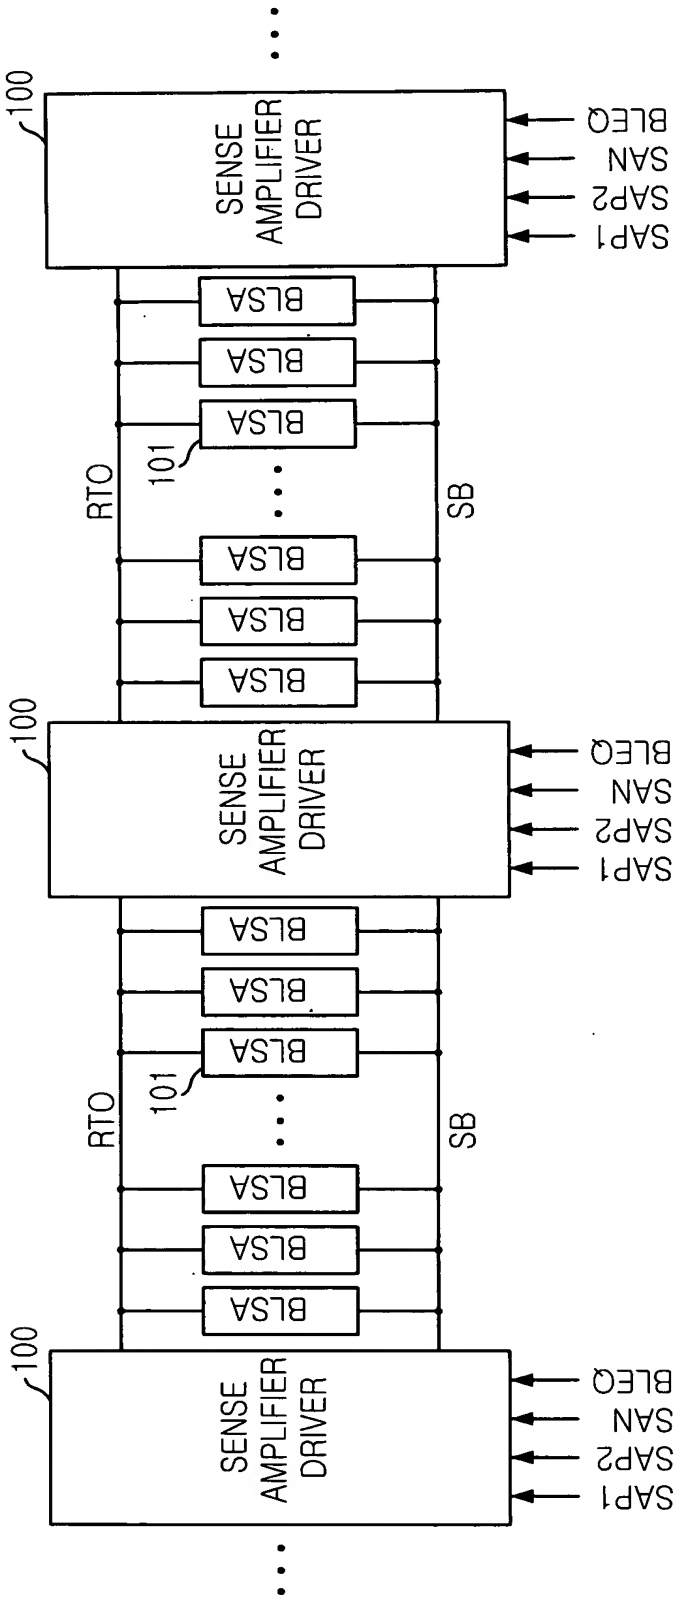 100
SENSE
AMPLIFIER
DRIVER
SAP1
SAP2
SAN
BLEQ
RTO
BLSA
BLSA
BLSA
101
BLSA
BLSA
BLSA
SB
100
SENSE
AMPLIFIER
DRIVER
SAP1
SAP2
SAN
BLEQ
RTO
BLSA
BLSA
BLSA
101
BLSA
BLSA
BLSA
SB
100
SENSE
AMPLIFIER
DRIVER
SAP1
SAP2
SAN
BLEQ